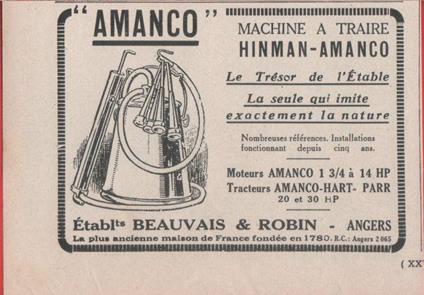 "AMANCO"
MACHINE A TRAIRE
HINMAN-AMANCO
Le Trésor de l'Étable
La seule qui imite
exactement la nature
Nombreuses références. Installations
fonctionnant depuis cinq ans.
Moteurs AMANCO 1 3/4 à 14 HP
Tracteurs AMANCO-HART- PARR
20 et 30 HP
Établts BEAUVAIS & ROBIN - ANGERS
La plus ancienne maison de France fondée en 1780. R.C.: Angers 2065